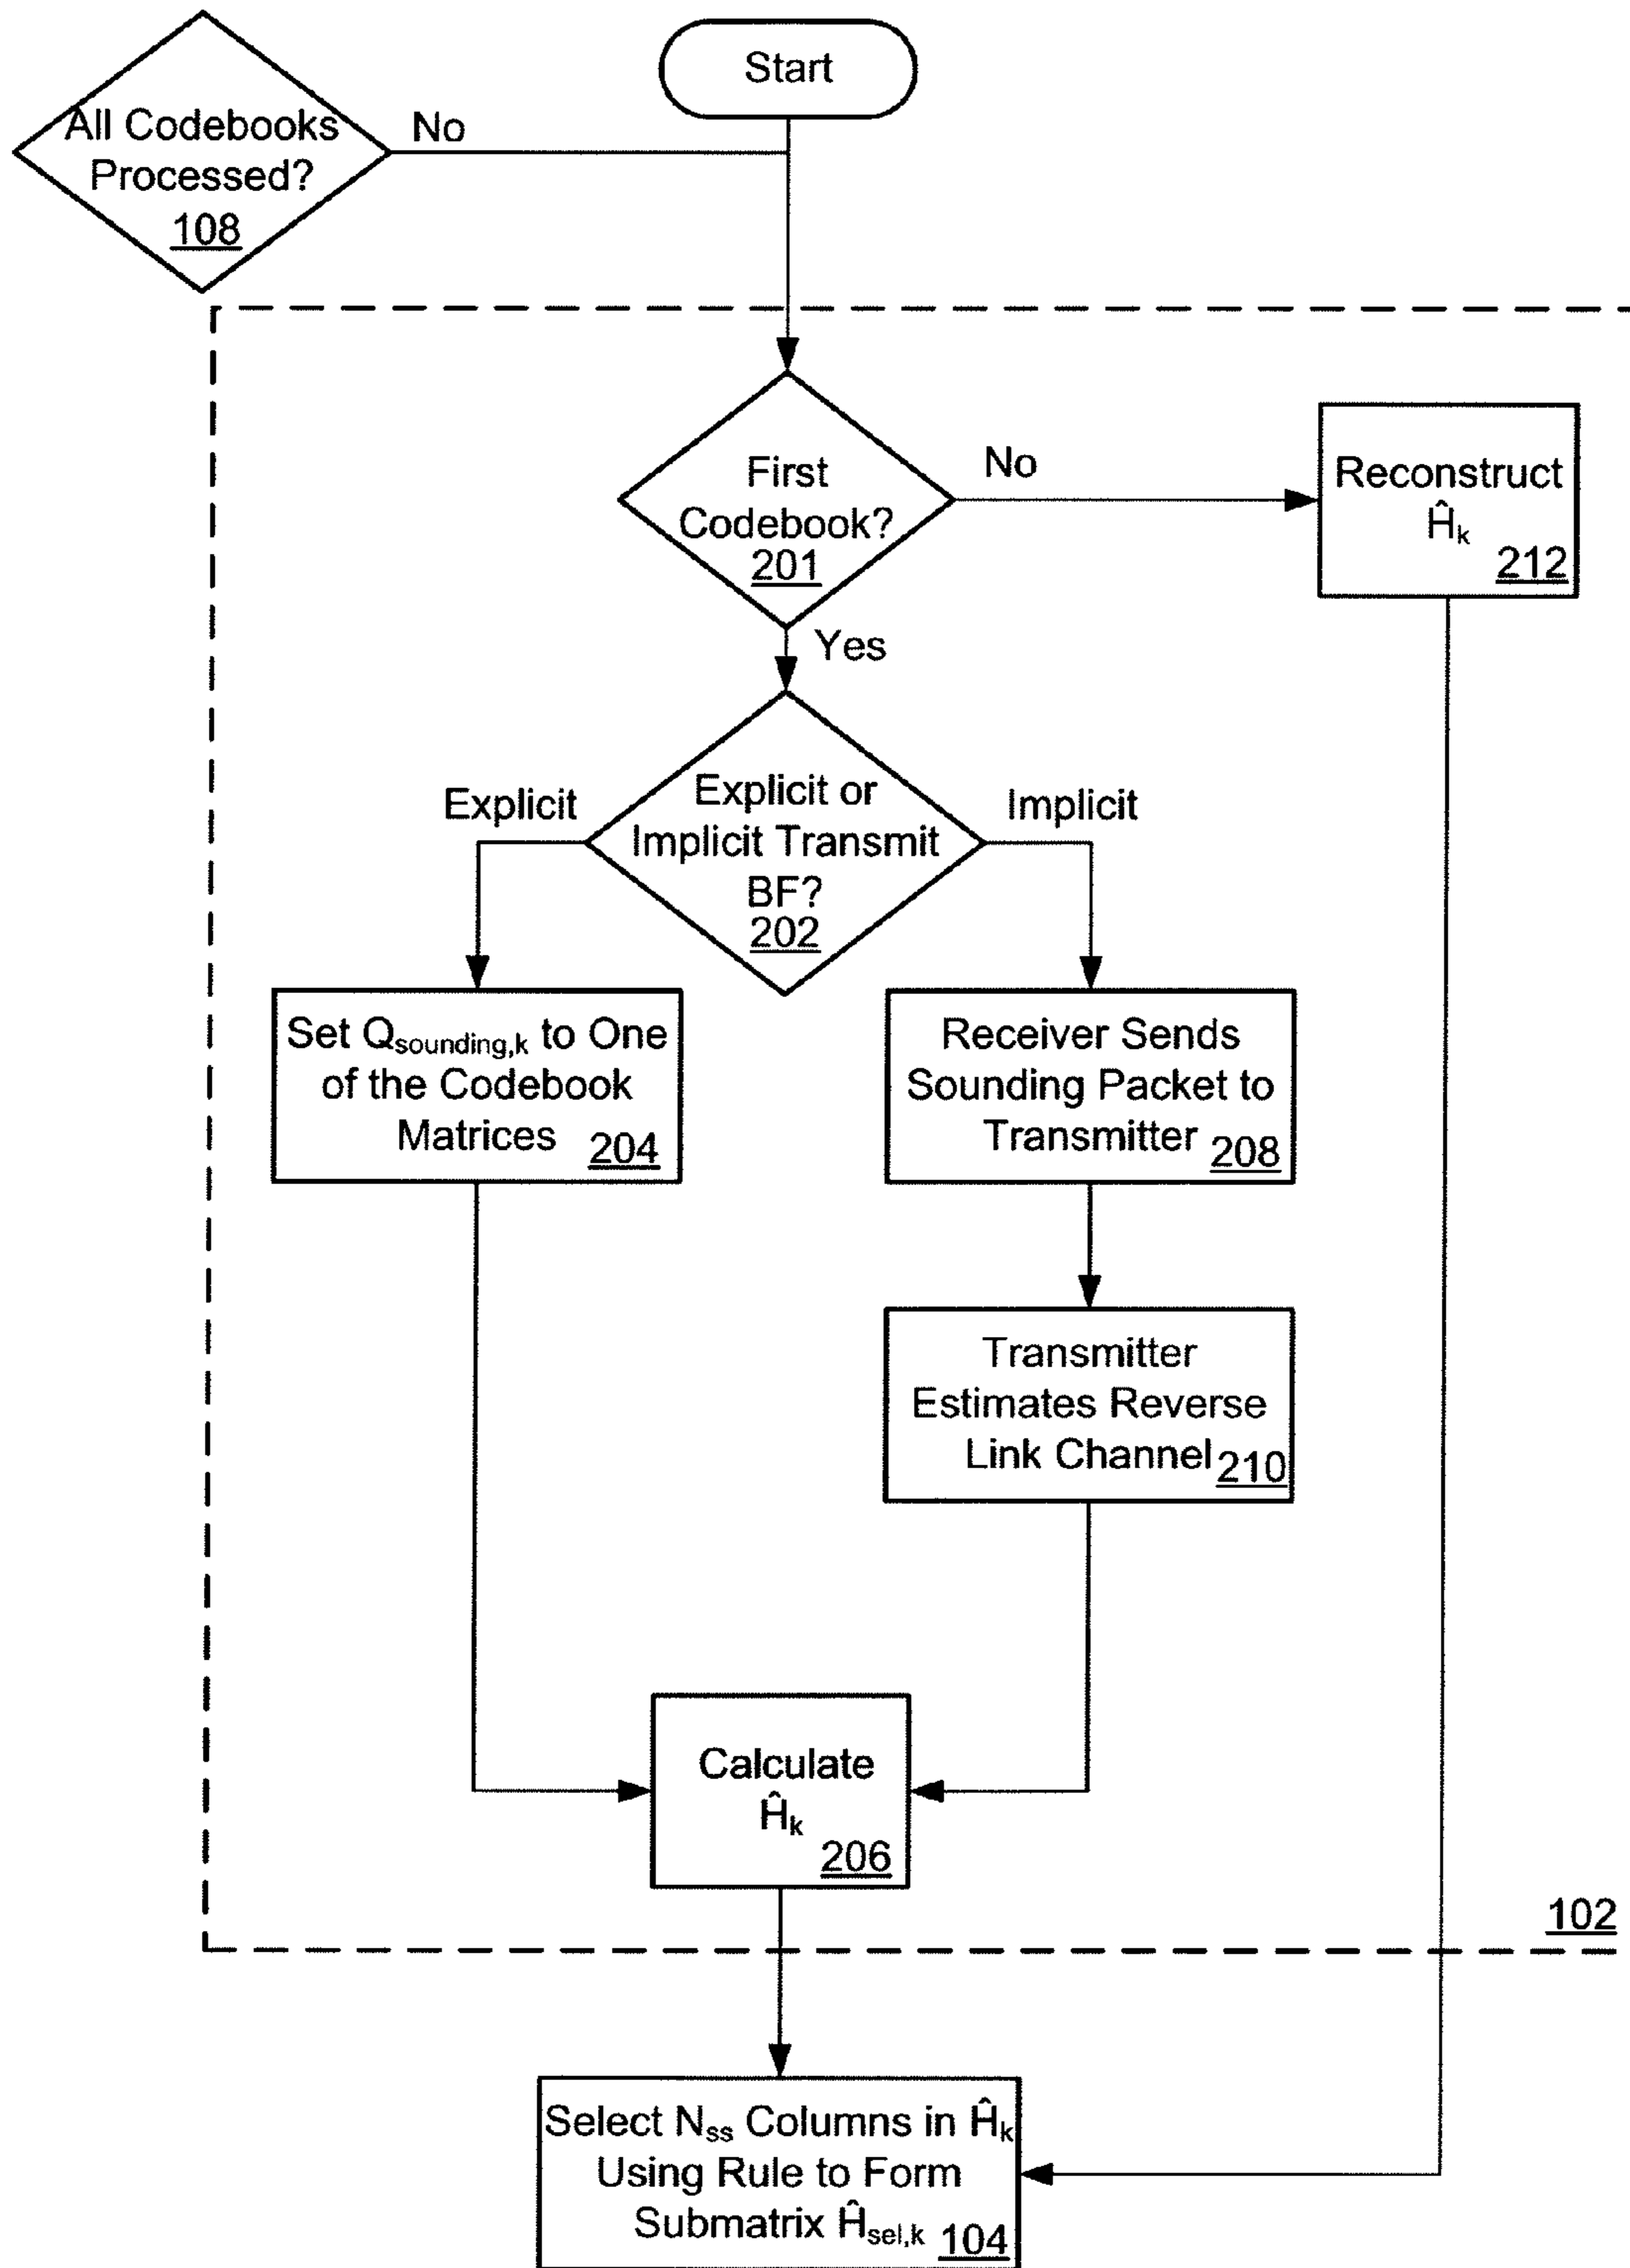 Start
All Codebooks
Processed?
108
No
First
Codebook?
201
No
Reconstruct
Ĥk
212
Yes
Explicit or
Implicit Transmit
BF?
202
Explicit
Implicit
Set Qsounding,k to One
of the Codebook
Matrices 204
Receiver Sends
Sounding Packet to
Transmitter 208
Transmitter
Estimates Reverse
Link Channel 210
Calculate
Ĥk
206
102
Select Nss Columns in Ĥk
Using Rule to Form
Submatrix Ĥsel,k 104